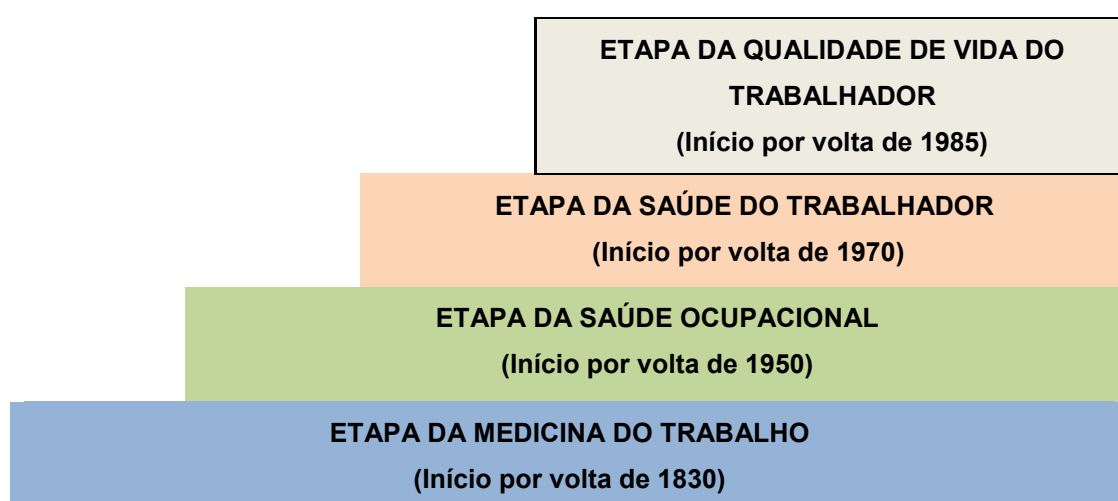 ETAPA DA QUALIDADE DE VIDA DO
TRABALHADOR
(Início por volta de 1985)
ETAPA DA SAÚDE DO TRABALHADOR
(Início por volta de 1970)
ETAPA DA SAÚDE OCUPACIONAL
(Início por volta de 1950)
ETAPA DA MEDICINA DO TRABALHO
(Início por volta de 1830)